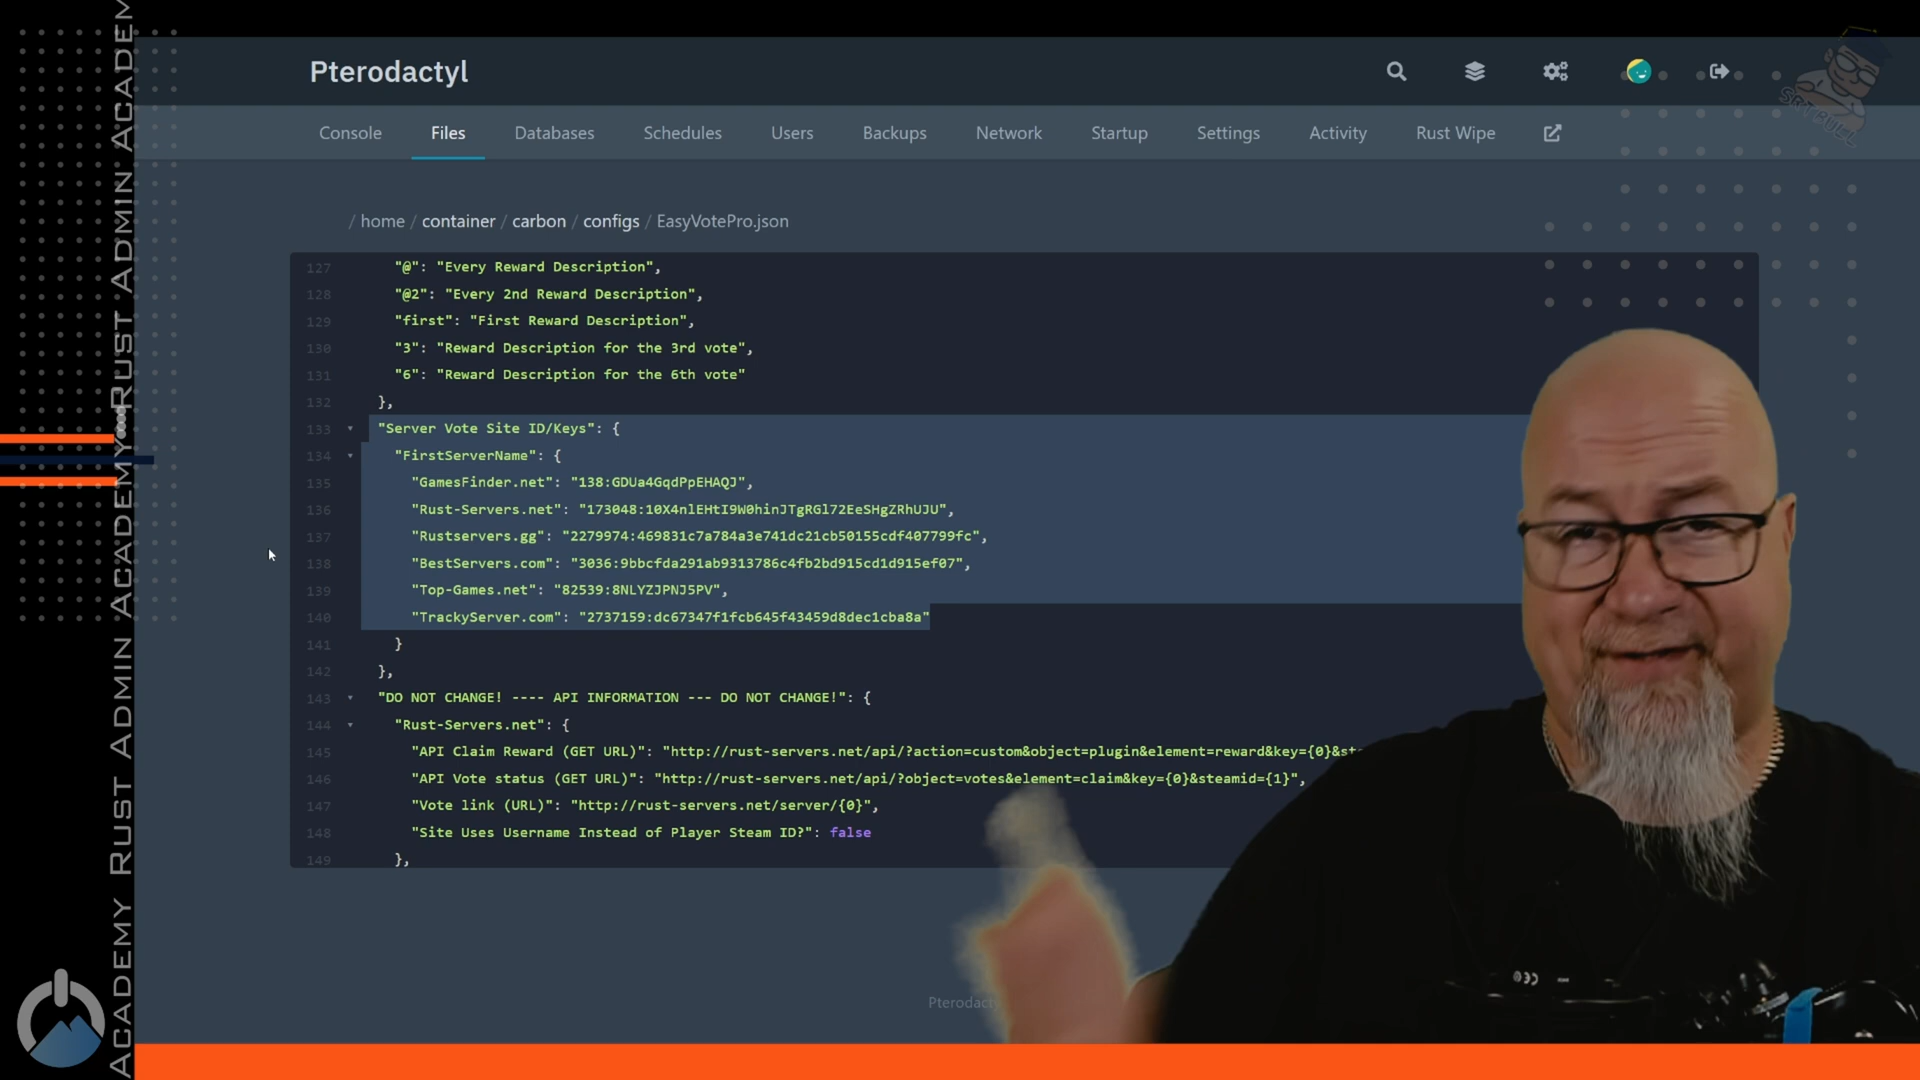 RUST ADMIN ACADEMY RUST ADMIN ACADEMY RUST ADMIN ACADEM
SRTBULL
Pterodactyl
Console Files Databases Schedules Users Backups Network Startup Settings Activity Rust Wipe
/ home / container / carbon / configs / EasyVotePro.json
127 "@": "Every Reward Description",
128 "@2": "Every 2nd Reward Description",
129 "first": "First Reward Description",
130 "3": "Reward Description for the 3rd vote",
131 "6": "Reward Description for the 6th vote"
132 },
133 "Server Vote Site ID/Keys": {
134 "FirstServerName": {
135 "GamesFinder.net": "138:GDUa4GqdPpEHAQJ",
136 "Rust-Servers.net": "173048:10X4nlEHtI9W0hinJTgRGl72EeSHgZRhUJU",
137 "Rustservers.gg": "2279974:469831c7a784a3e741dc21cb50155cdf407799fc",
138 "BestServers.com": "3036:9bbcfda291ab9313786c4fb2bd915cd1d915ef07",
139 "Top-Games.net": "82539:8NLYZJPNJ5PV",
140 "TrackyServer.com": "2737159:dc67347f1fcb645f43459d8dec1cba8a"
141 }
142 },
143 "DO NOT CHANGE! ---- API INFORMATION --- DO NOT CHANGE!": {
144 "Rust-Servers.net": {
145 "API Claim Reward (GET URL)": "http://rust-servers.net/api/?action=custom&object=plugin&element=reward&key={0}&ste
146 "API Vote status (GET URL)": "http://rust-servers.net/api/?object=votes&element=claim&key={0}&steamid={1}",
147 "Vote link (URL)": "http://rust-servers.net/server/{0}",
148 "Site Uses Username Instead of Player Steam ID?": false
149 },
Pterodacty